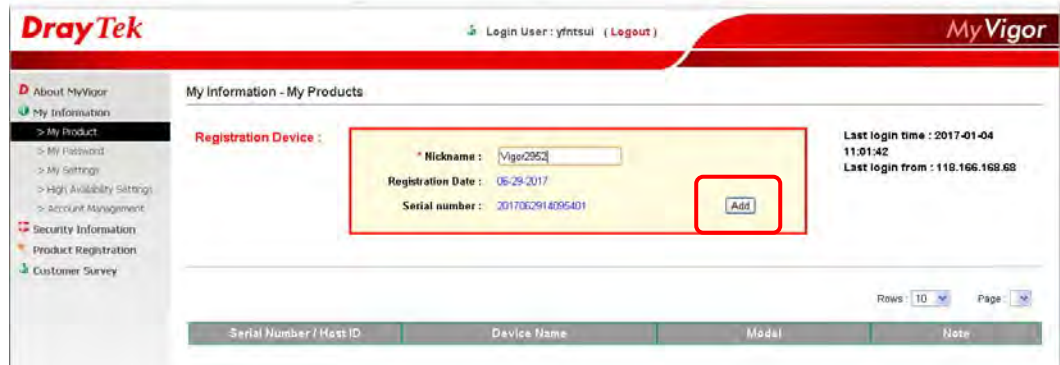 DrayTek
Login User : yfntsui ( Logout )
MyVigor
About MyVigor
My Information
> My Product
> My Password
> My Settings
> High Availability Settings
> Account Management
Security Information
Product Registration
Customer Survey
My Information - My Products
Registration Device :
* Nickname : Vigor2952
Registration Date : 06-29-2017
Serial number : 2017062914095401
Add
Last login time : 2017-01-04
11:01:42
Last login from : 118.166.168.68
Rows : 10 Page :
Serial Number / Host ID Device Name Model Note